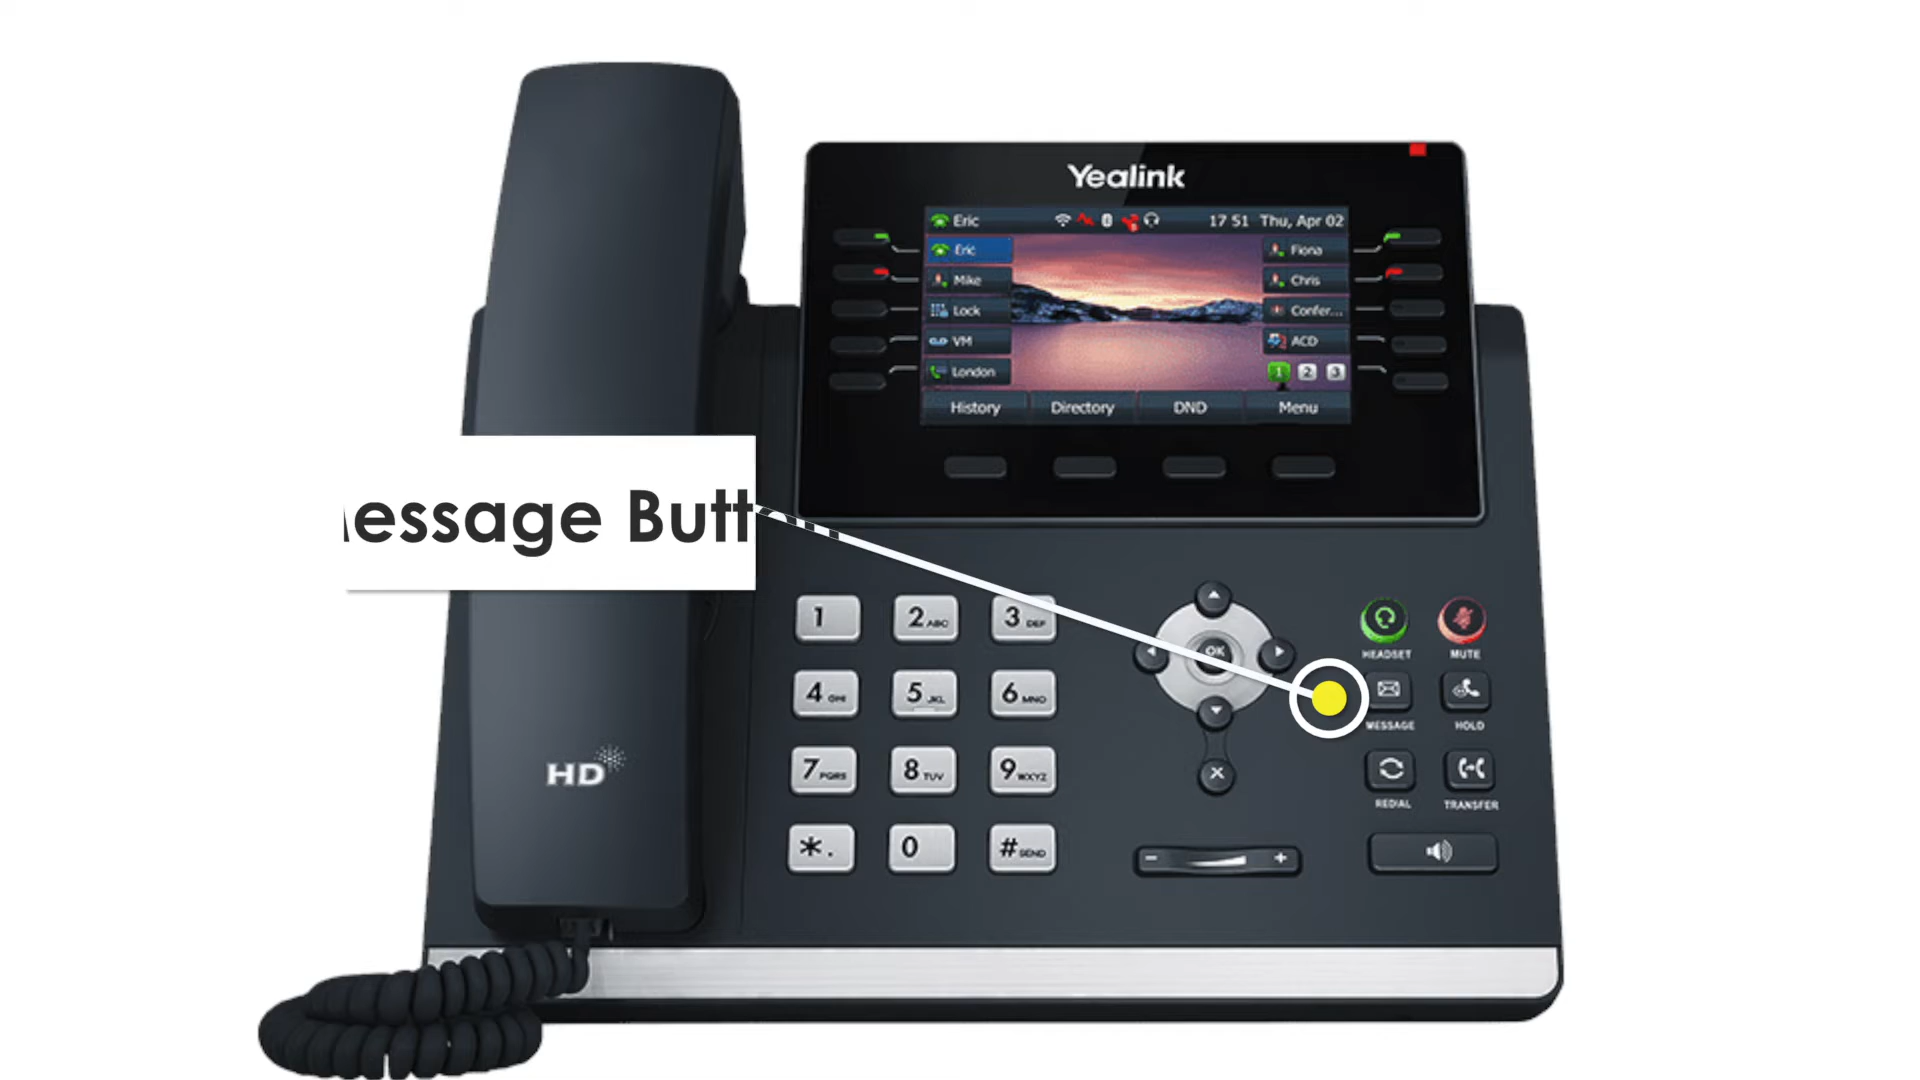 Yealink
Eric 17 51 Thu, Apr 02
Eric Fiona
Mike Chris
Lock Confer...
VM ACD
London 1 2 3
History Directory DND Menu
essage Butt
1 2 ABC 3 DEF
OK
HEADSET MUTE
4 GHI 5 JKL 6 MNO
MESSAGE HOLD
HD
7 PQRS 8 TUV 9 WXYZ
REDIAL TRANSFER
*. 0 # SEND
- +